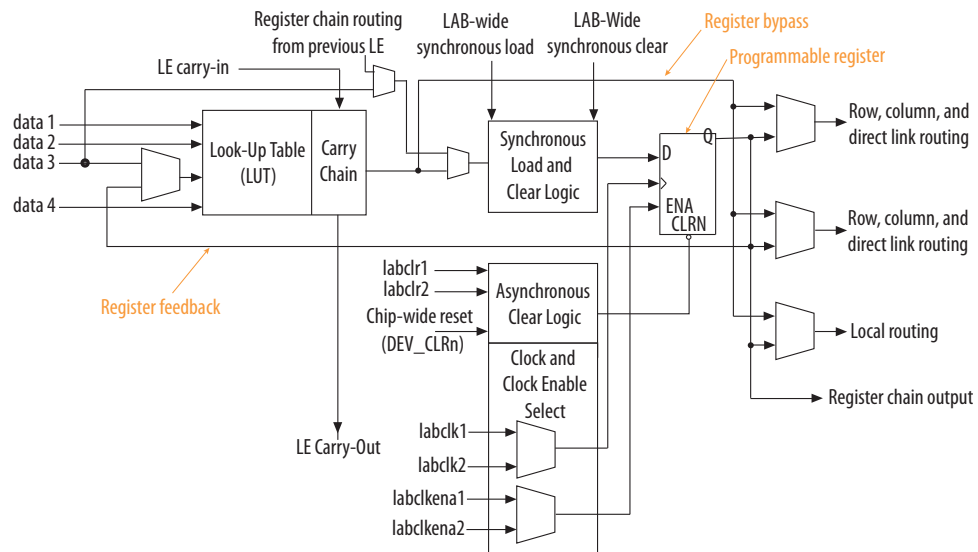 Register chain routing
from previous LE
LAB-wide
synchronous load
LAB-Wide
synchronous clear
Register bypass
Programmable register
LE carry-in
data 1
data 2
data 3
data 4
Look-Up Table
(LUT)
Carry
Chain
Synchronous
Load and
Clear Logic
D
Q
ENA
CLRN
Row, column, and
direct link routing
Row, column, and
direct link routing
Local routing
Register chain output
Register feedback
labclr1
labclr2
Chip-wide reset
(DEV_CLRn)
Asynchronous
Clear Logic
Clock and
Clock Enable
Select
labclk1
labclk2
labclkena1
labclkena2
LE Carry-Out